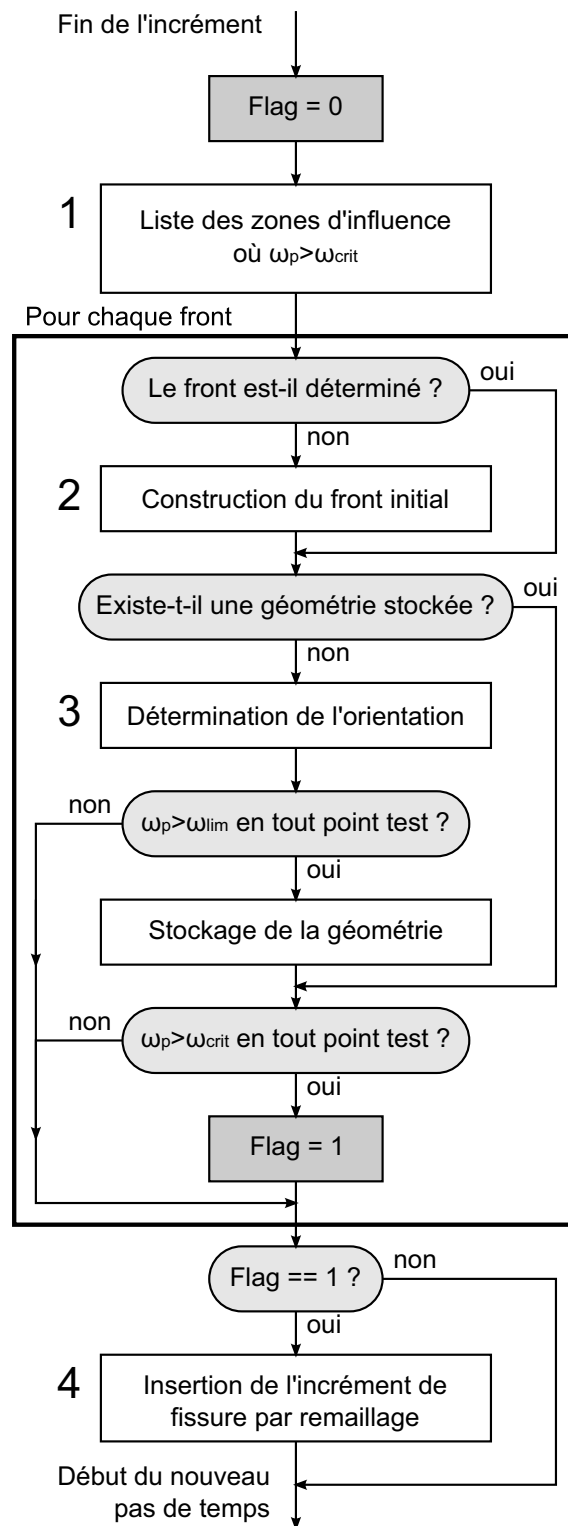 Fin de l'incrément
Flag = 0
1
Liste des zones d'influence
où ωp>ωcrit
Pour chaque front
Le front est-il déterminé ?
oui
non
2
Construction du front initial
Existe-t-il une géométrie stockée ?
oui
non
3
Détermination de l'orientation
non
ωp>ωlim en tout point test ?
oui
Stockage de la géométrie
non
ωp>ωcrit en tout point test ?
oui
Flag = 1
Flag == 1 ?
non
oui
4
Insertion de l'incrément de
fissure par remaillage
Début du nouveau
pas de temps